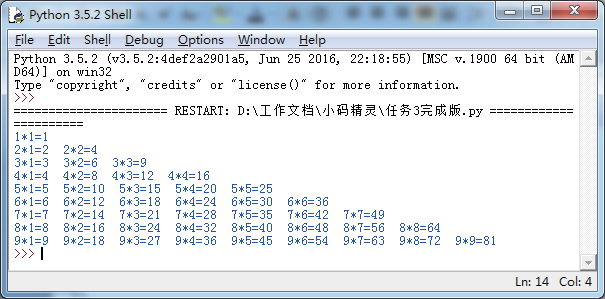 Python 3.5.2 Shell
File Edit Shell Debug Options Window Help
Python 3.5.2 (v3.5.2:4def2a2901a5, Jun 25 2016, 22:18:55) [MSC v.1900 64 bit (AM
D64)] on win32
Type "copyright", "credits" or "license()" for more information.
>>>
====================== RESTART: D:\工作文档\小码精灵\任务3完成版.py ============
==========
1*1=1
2*1=2 2*2=4
3*1=3 3*2=6 3*3=9
4*1=4 4*2=8 4*3=12 4*4=16
5*1=5 5*2=10 5*3=15 5*4=20 5*5=25
6*1=6 6*2=12 6*3=18 6*4=24 6*5=30 6*6=36
7*1=7 7*2=14 7*3=21 7*4=28 7*5=35 7*6=42 7*7=49
8*1=8 8*2=16 8*3=24 8*4=32 8*5=40 8*6=48 8*7=56 8*8=64
9*1=9 9*2=18 9*3=27 9*4=36 9*5=45 9*6=54 9*7=63 9*8=72 9*9=81
>>>
Ln: 14 Col: 4